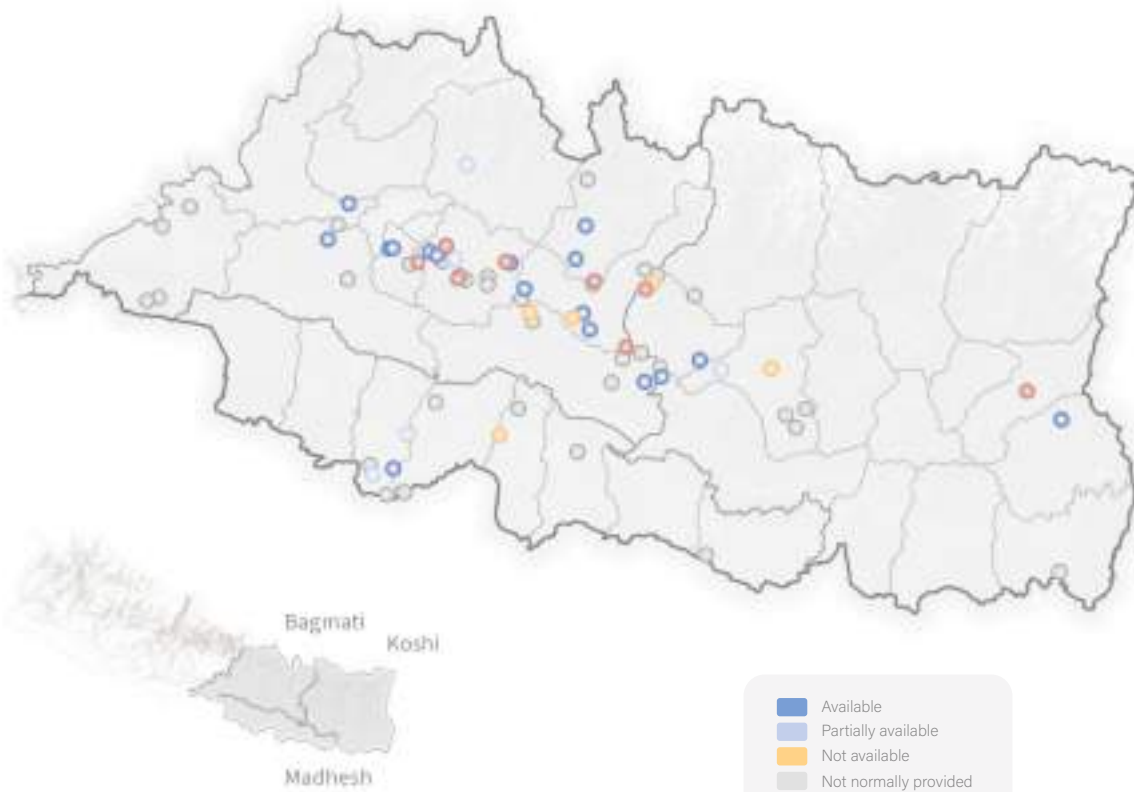 Bagmati
Koshi
Madhesh
Available
Partially available
Not available
Not normally provided